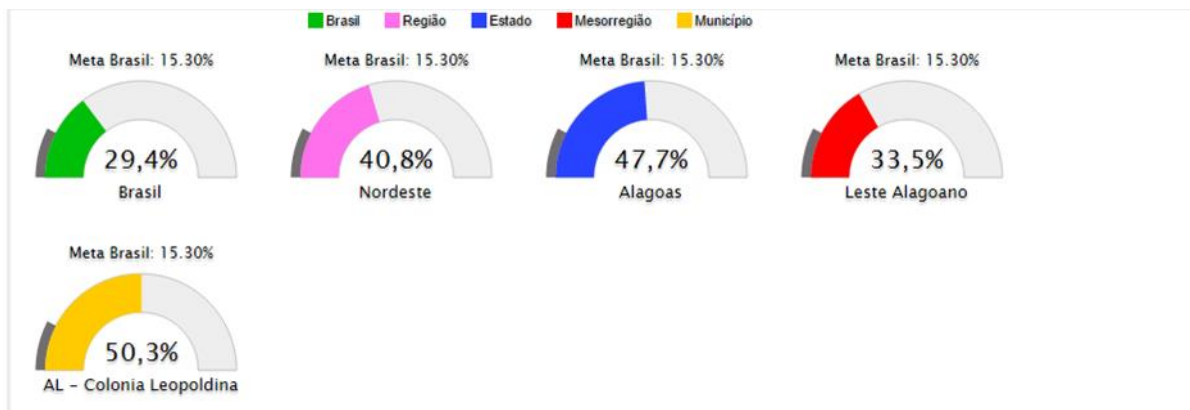 Brasil Região Estado Mesorregião Município
Meta Brasil: 15.30% Meta Brasil: 15.30% Meta Brasil: 15.30% Meta Brasil: 15.30%
29,4% 40,8% 47,7% 33,5%
Brasil Nordeste Alagoas Leste Alagoano
Meta Brasil: 15.30%
50,3%
AL - Colonia Leopoldina